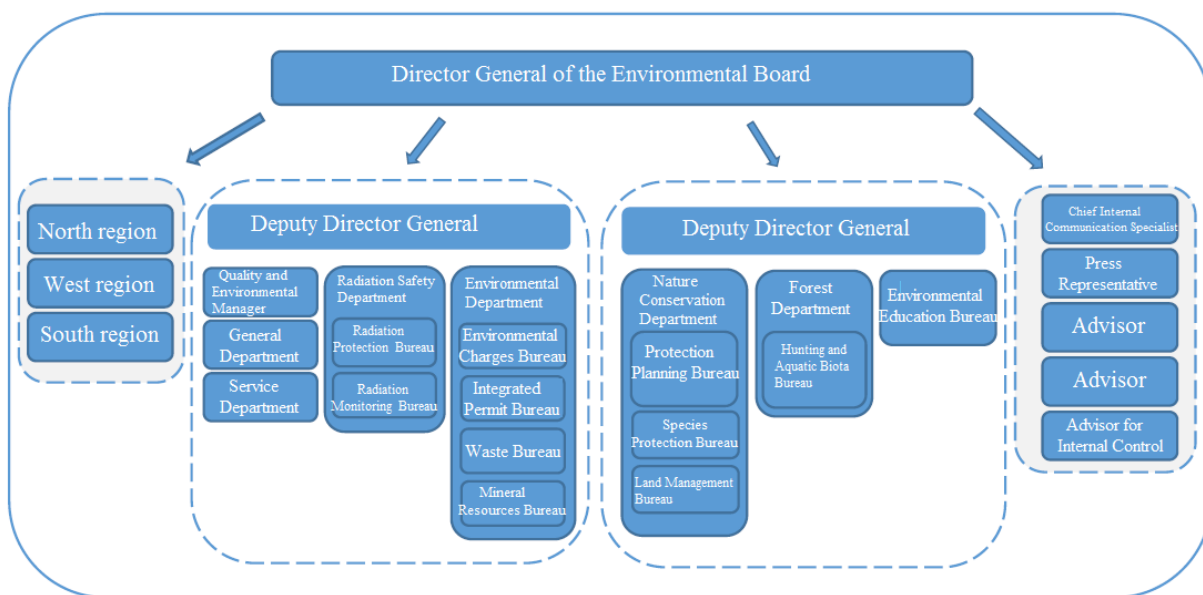 Director General of the Environmental Board
North region
West region
South region
Deputy Director General
Quality and
Environmental
Manager
General
Department
Service
Department
Radiation Safety
Department
Radiation
Protection Bureau
Radiation
Monitoring Bureau
Environmental
Department
Environmental
Charges Bureau
Integrated
Permit Bureau
Waste Bureau
Mineral
Resources Bureau
Deputy Director General
Nature
Conservation
Department
Protection
Planning Bureau
Species
Protection Bureau
Land Management
Bureau
Forest
Department
Hunting and
Aquatic Biota
Bureau
Environmental
Education Bureau
Chief Internal
Communication Specialist
Press
Representative
Advisor
Advisor
Advisor for
Internal Control